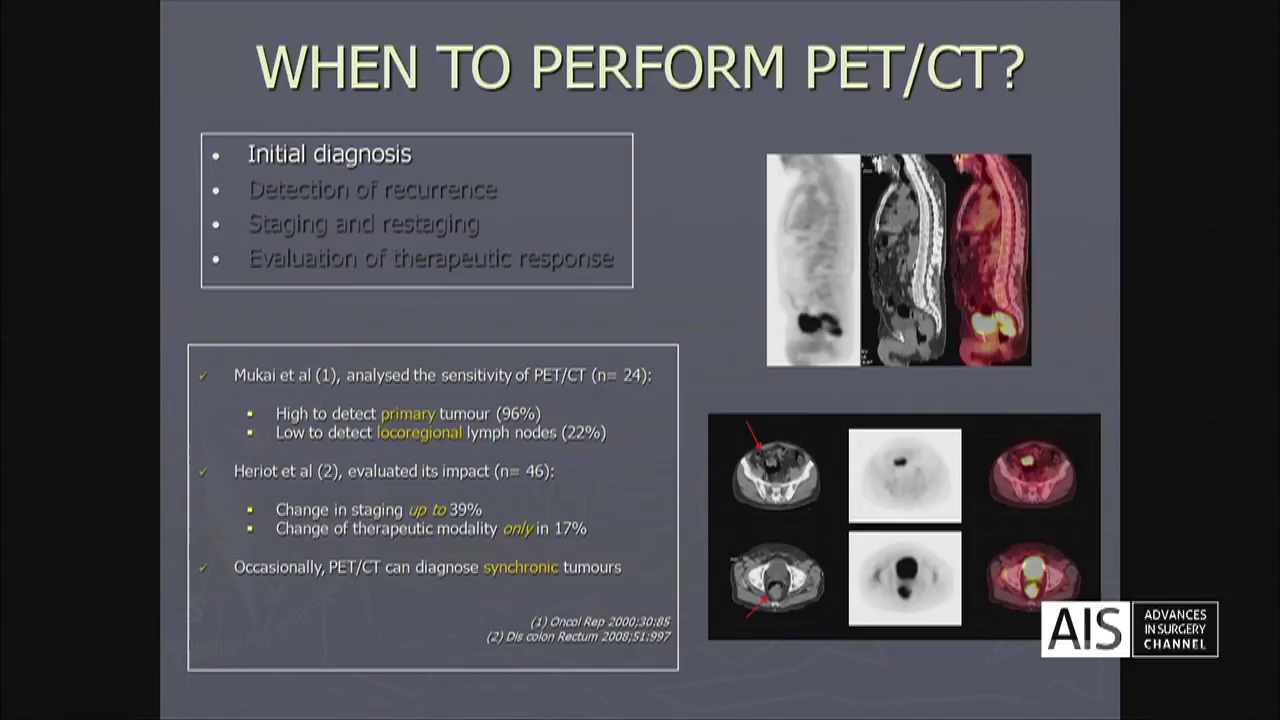 WHEN TO PERFORM PET/CT?
• Initial diagnosis
• Detection of recurrence
• Staging and restaging
• Evaluation of therapeutic response
✓ Mukai et al (1), analysed the sensitivity of PET/CT (n= 24):
▪ High to detect primary tumour (96%)
▪ Low to detect locoregional lymph nodes (22%)
✓ Heriot et al (2), evaluated its impact (n= 46):
▪ Change in staging up to 39%
▪ Change of therapeutic modality only in 17%
✓ Occasionally, PET/CT can diagnose synchronic tumours
(1) Oncol Rep 2000;30:85
(2) Dis colon Rectum 2008;51:997
AIS
ADVANCES
IN SURGERY
CHANNEL